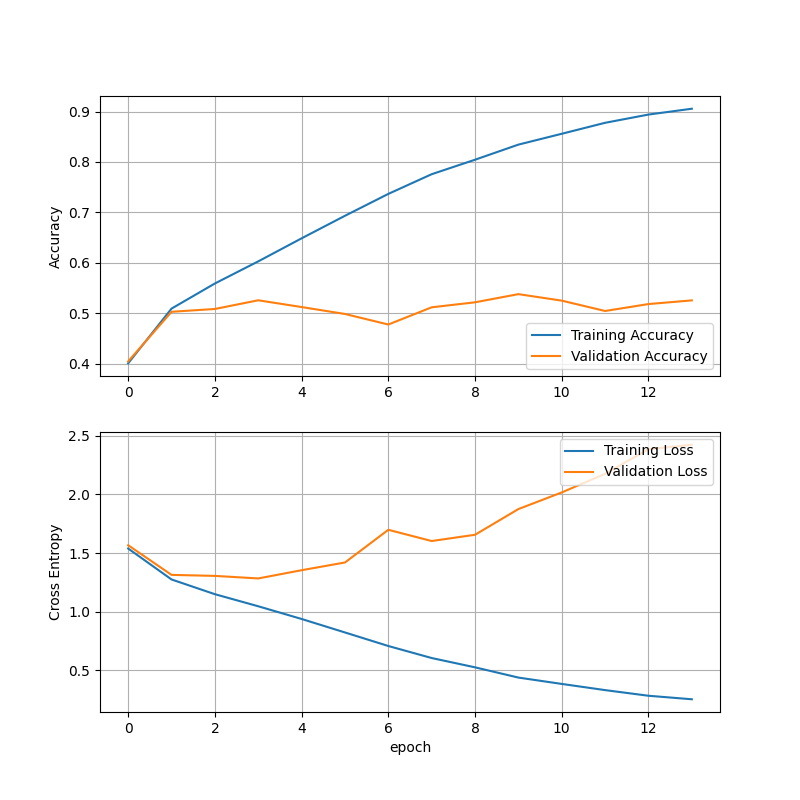 0.9
0.8
0.7
0.6
0.5
0.4
Accuracy
Training Accuracy
Validation Accuracy
0 2 4 6 8 10 12
2.5
2.0
1.5
1.0
0.5
Cross Entropy
Training Loss
Validation Loss
0 2 4 6 8 10 12
epoch